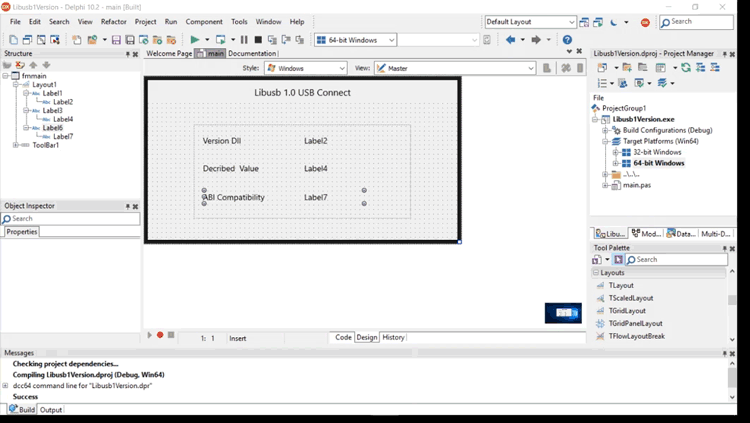 Libusb1Version - Delphi 10.2 - main [Built]
File Edit Search View Refactor Project Run Component Tools Window Help
Default Layout
Search
64-bit Windows
Structure
Welcome Page main Documentation
Libusb1Version.dproj - Project Manager
Style: Windows View: Master
frmmain
Layout1
Label1
Label2
Label3
Label4
Label6
Label7
ToolBar1
Libusb 1.0 USB Connect
Version Dll Label2
Decribed Value Label4
ABI Compatibility Label7
File
ProjectGroup1
Libusb1Version.exe
Build Configurations (Debug)
Target Platforms (Win64)
32-bit Windows
64-bit Windows
..\..\..
main.pas
Object Inspector
Search
Properties
Libu... Mod... Data... Multi-D...
Tool Palette
Search
Layouts
TLayout
TScaledLayout
TGridLayout
TGridPanelLayout
TFlowLayoutBreak
1: 1 Insert Code Design History
Messages
Checking project dependencies...
Compiling Libusb1Version.dproj (Debug, Win64)
dcc64 command line for "Libusb1Version.dpr"
Success
Build Output